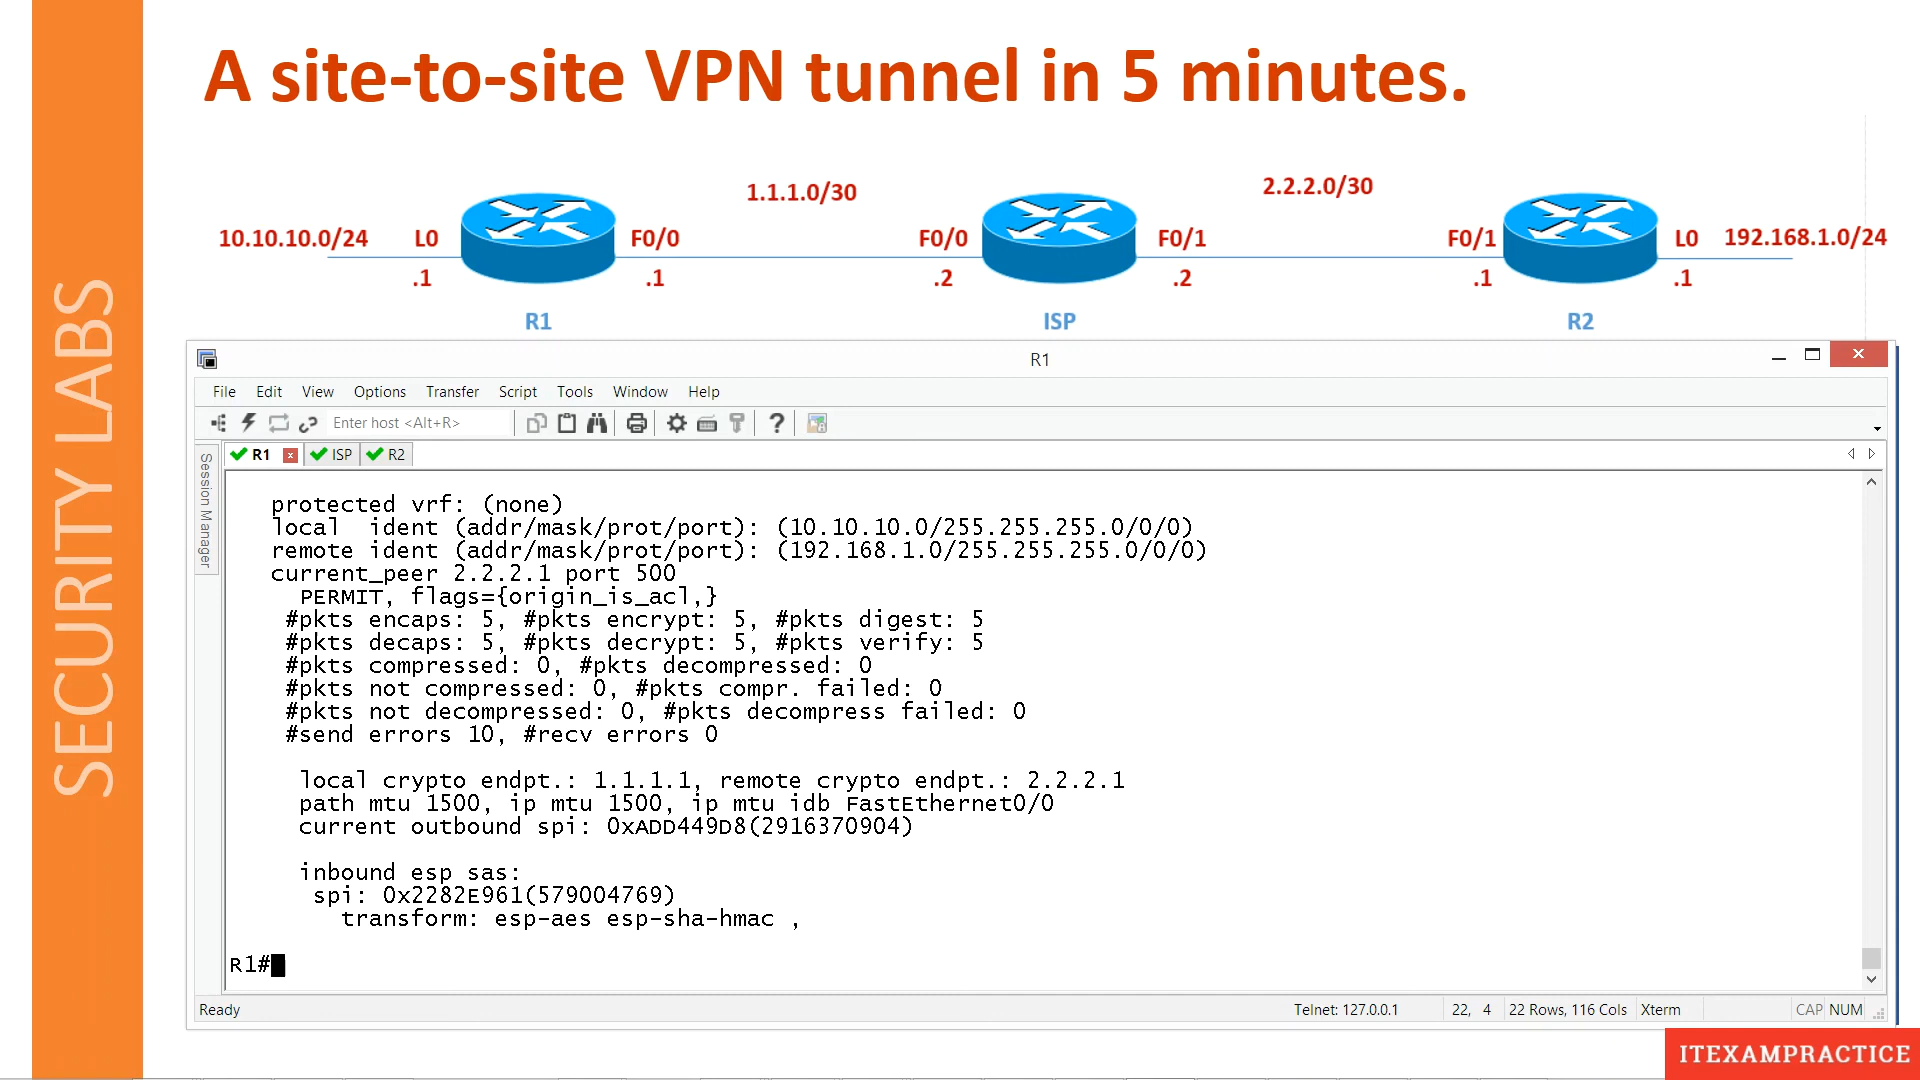 A site-to-site VPN tunnel in 5 minutes.
SECURITY LABS
1.1.1.0/30
2.2.2.0/30
10.10.10.0/24 L0 F0/0 F0/0 F0/1 F0/1 L0 192.168.1.0/24
.1 .1 .2 .2 .1 .1
R1 ISP R2
R1
File Edit View Options Transfer Script Tools Window Help
Enter host <Alt+R>
R1 ISP R2
Session Manager
protected vrf: (none)
local  ident (addr/mask/prot/port): (10.10.10.0/255.255.255.0/0/0)
remote ident (addr/mask/prot/port): (192.168.1.0/255.255.255.0/0/0)
current_peer 2.2.2.1 port 500
PERMIT, flags={origin_is_acl,}
#pkts encaps: 5, #pkts encrypt: 5, #pkts digest: 5
#pkts decaps: 5, #pkts decrypt: 5, #pkts verify: 5
#pkts compressed: 0, #pkts decompressed: 0
#pkts not compressed: 0, #pkts compr. failed: 0
#pkts not decompressed: 0, #pkts decompress failed: 0
#send errors 10, #recv errors 0
local crypto endpt.: 1.1.1.1, remote crypto endpt.: 2.2.2.1
path mtu 1500, ip mtu 1500, ip mtu idb FastEthernet0/0
current outbound spi: 0xADD449D8(2916370904)
inbound esp sas:
spi: 0x2282E961(579004769)
transform: esp-aes esp-sha-hmac ,
R1#
Ready Telnet: 127.0.0.1 22, 4 22 Rows, 116 Cols Xterm CAP NUM
ITEXAMPRACTICE